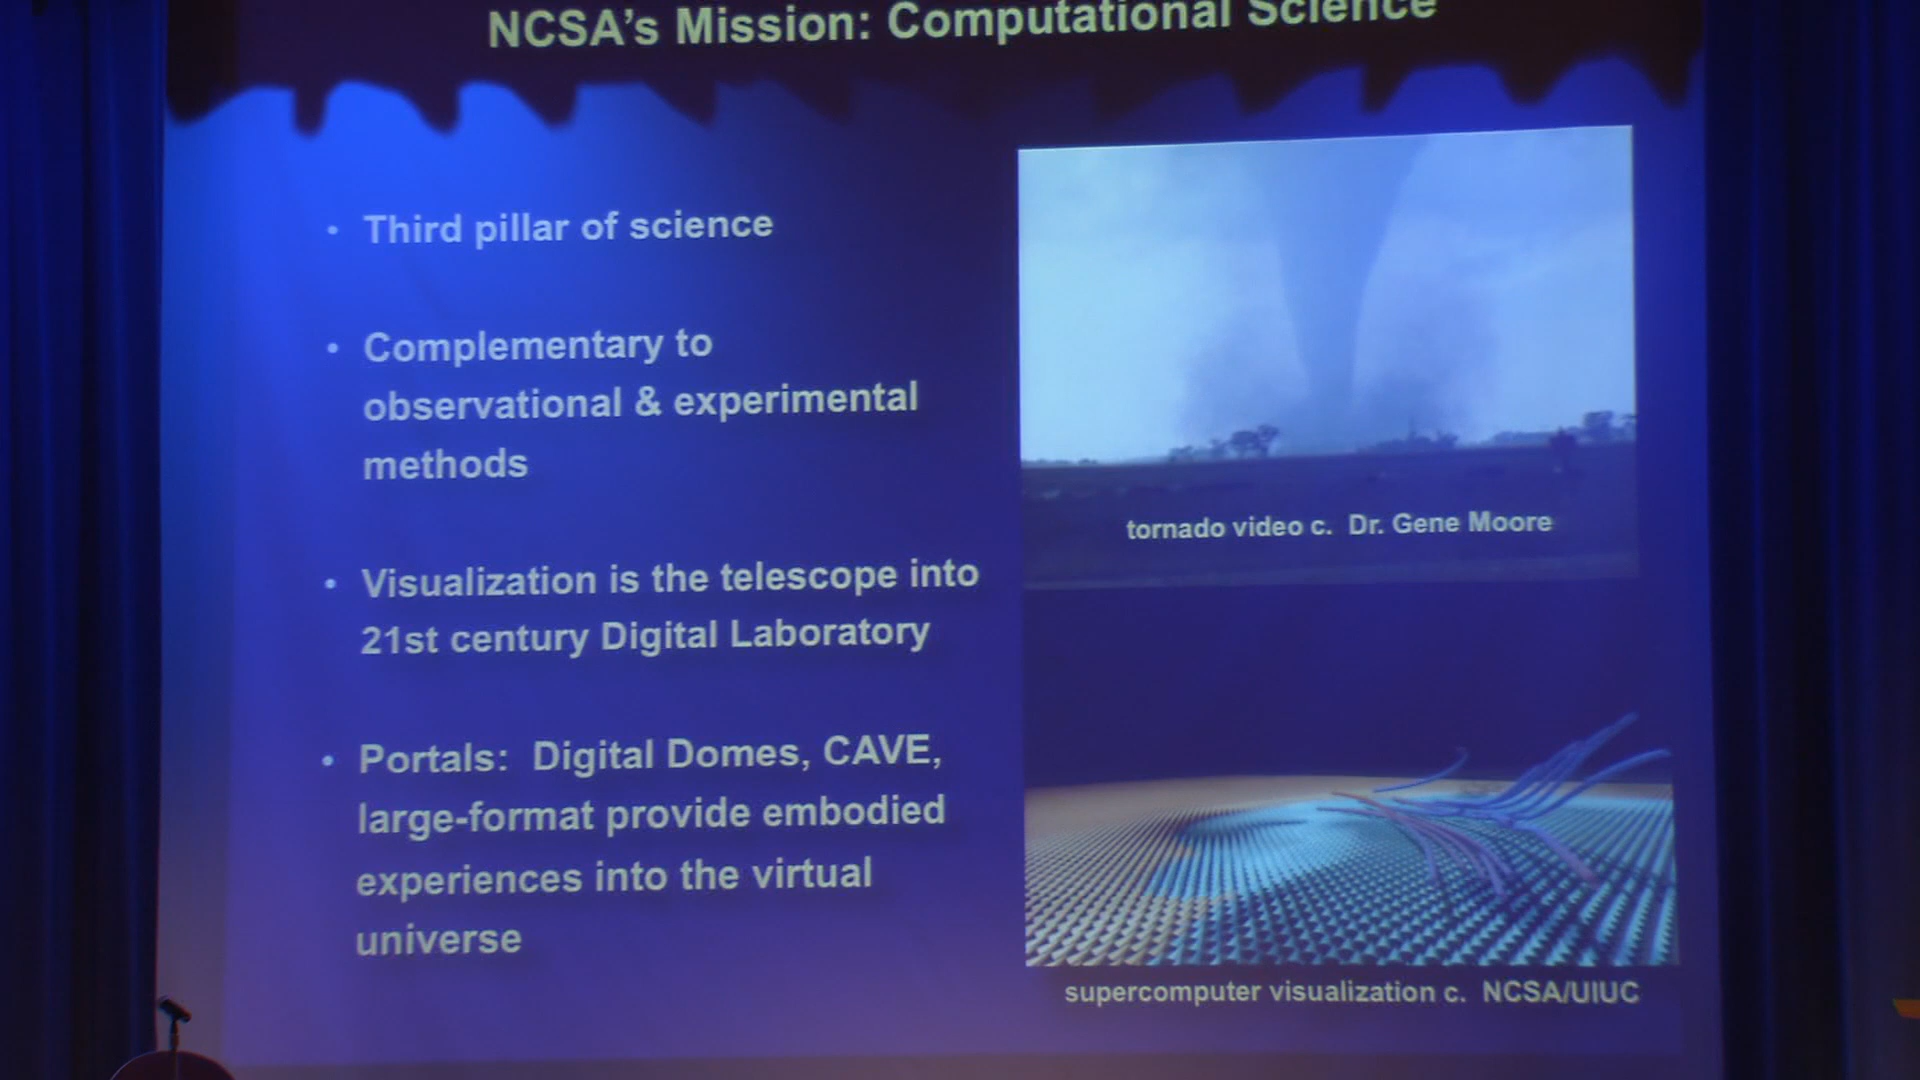 NCSA's Mission: Computational Science
• Third pillar of science
• Complementary to
observational & experimental
methods
• Visualization is the telescope into
21st century Digital Laboratory
• Portals: Digital Domes, CAVE,
large-format provide embodied
experiences into the virtual
universe
tornado video c. Dr. Gene Moore
supercomputer visualization c. NCSA/UIUC